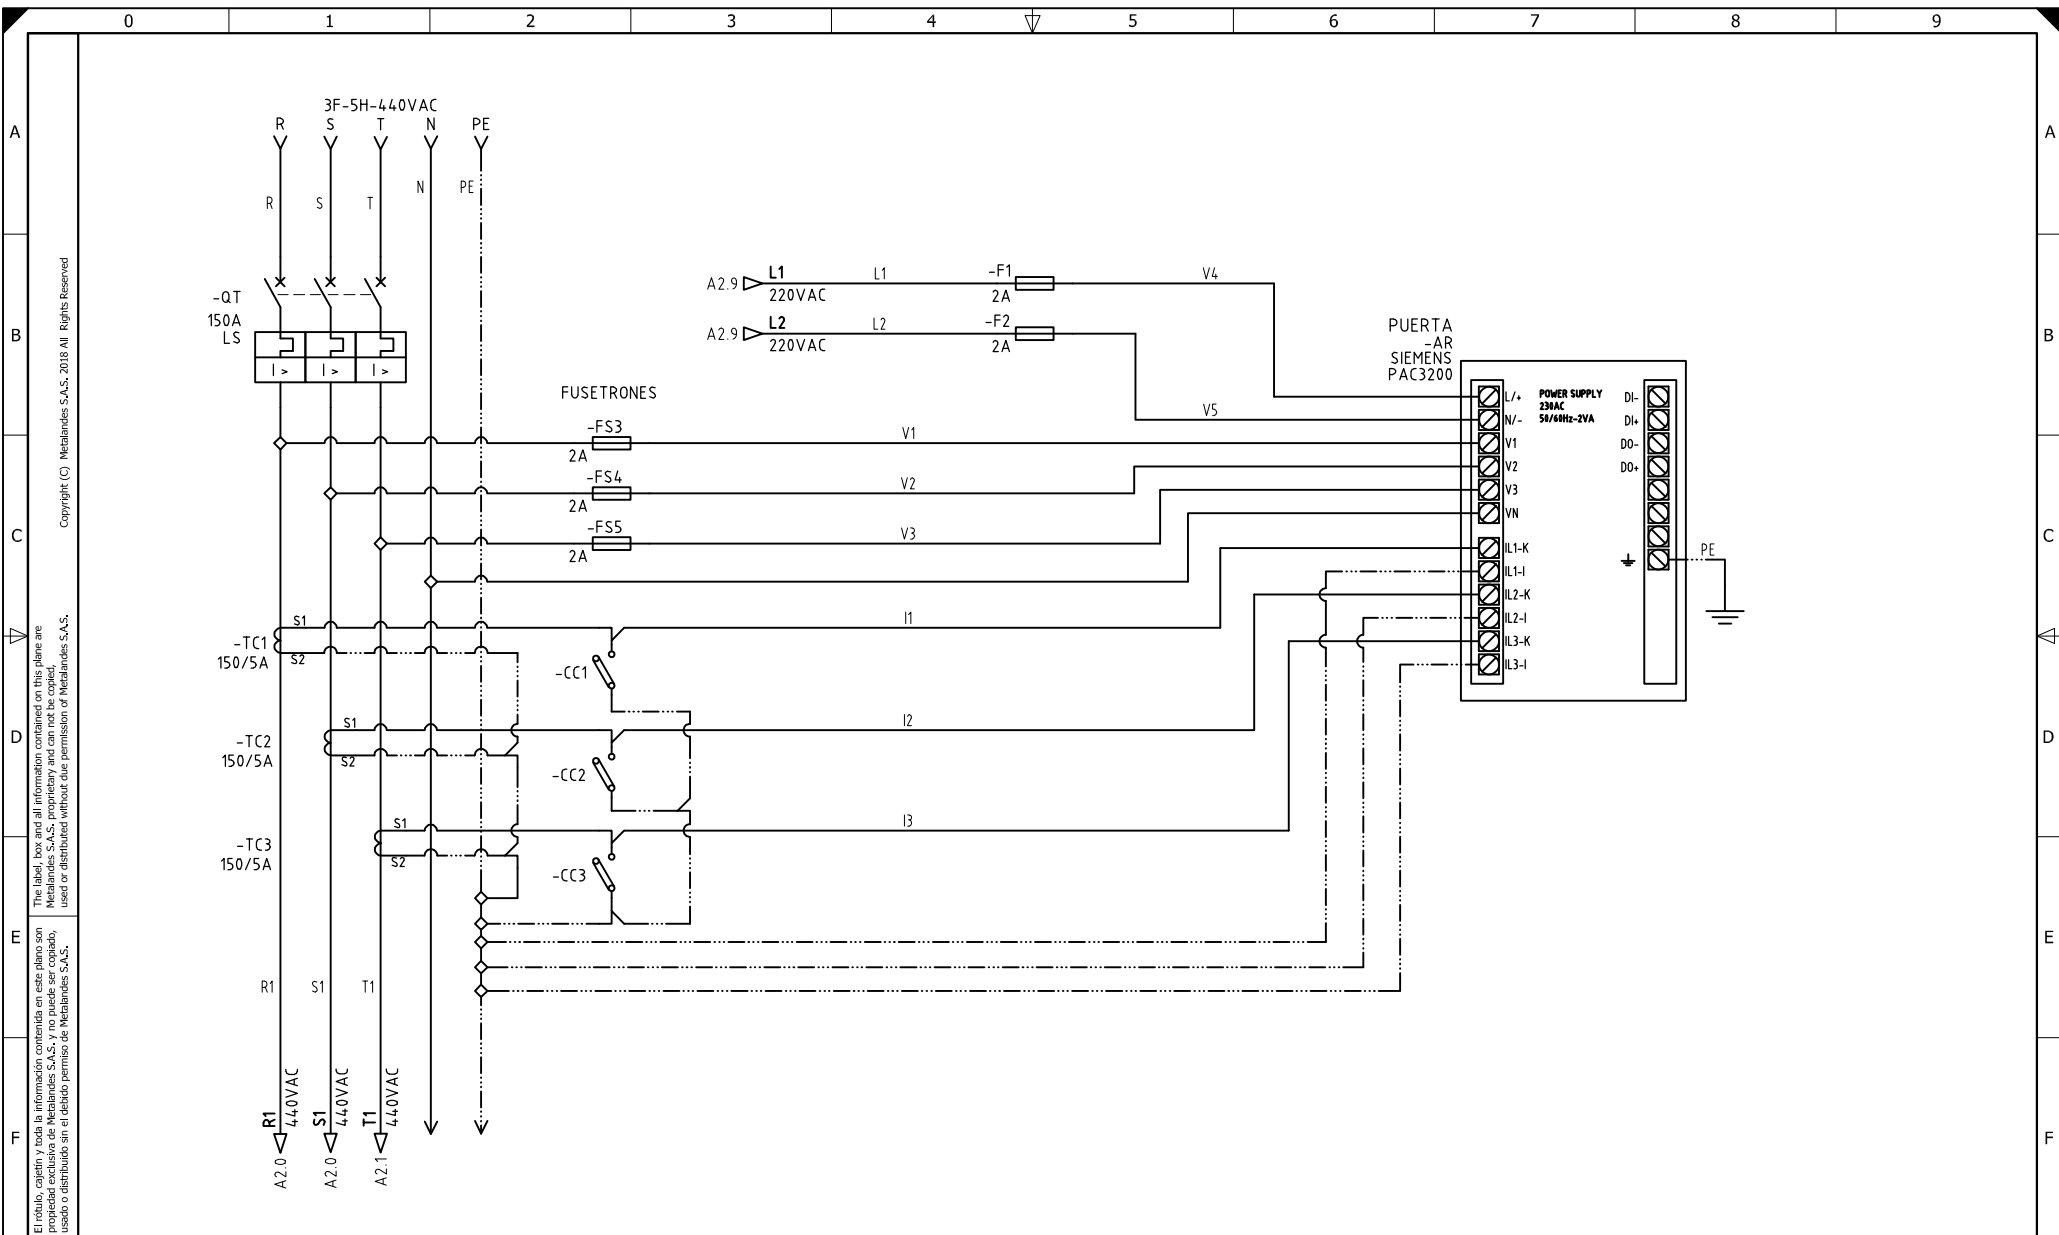 0 1 2 3 4 5 6 7 8 9
A
B
C
D
E
F
A
B
C
D
E
F
Copyright (C) Metalandes S.A.S. 2018 All Rights Reserved
The label, box and all information contained on this plane are
Metalandes S.A.S. proprietary and can not be copied,
used or distributed without due permission of Metalandes S.A.S.
El rótulo, cajetín y toda la información contenida en este plano son
propiedad exclusiva de Metalandes S.A.S. y no puede ser copiado,
usado o distribuido sin el debido permiso de Metalandes S.A.S.
3F-5H-440VAC
R S T N PE
N PE
R S T
-QT
150A
LS
I > I > I >
A2.9 L1 L1 -F1 V4
220VAC 2A
A2.9 L2 L2 -F2
220VAC 2A
V5
FUSETRONES
-FS3 V1
2A
-FS4 V2
2A
-FS5 V3
2A
PUERTA
-AR
SIEMENS
PAC3200
POWER SUPPLY
230AC
50/60Hz-2VA
L/+
N/-
V1
V2
V3
VN
IL1-K
IL1-I
IL2-K
IL2-I
IL3-K
IL3-I
DI-
DI+
DO-
DO+
PE
-TC1
150/5A
S1
S2
I1
-CC1
-TC2
150/5A
S1
S2
I2
-CC2
-TC3
150/5A
S1
S2
I3
-CC3
R1 S1 T1
R1
440VAC
S1
440VAC
T1
440VAC
A2.0
A2.0
A2.1